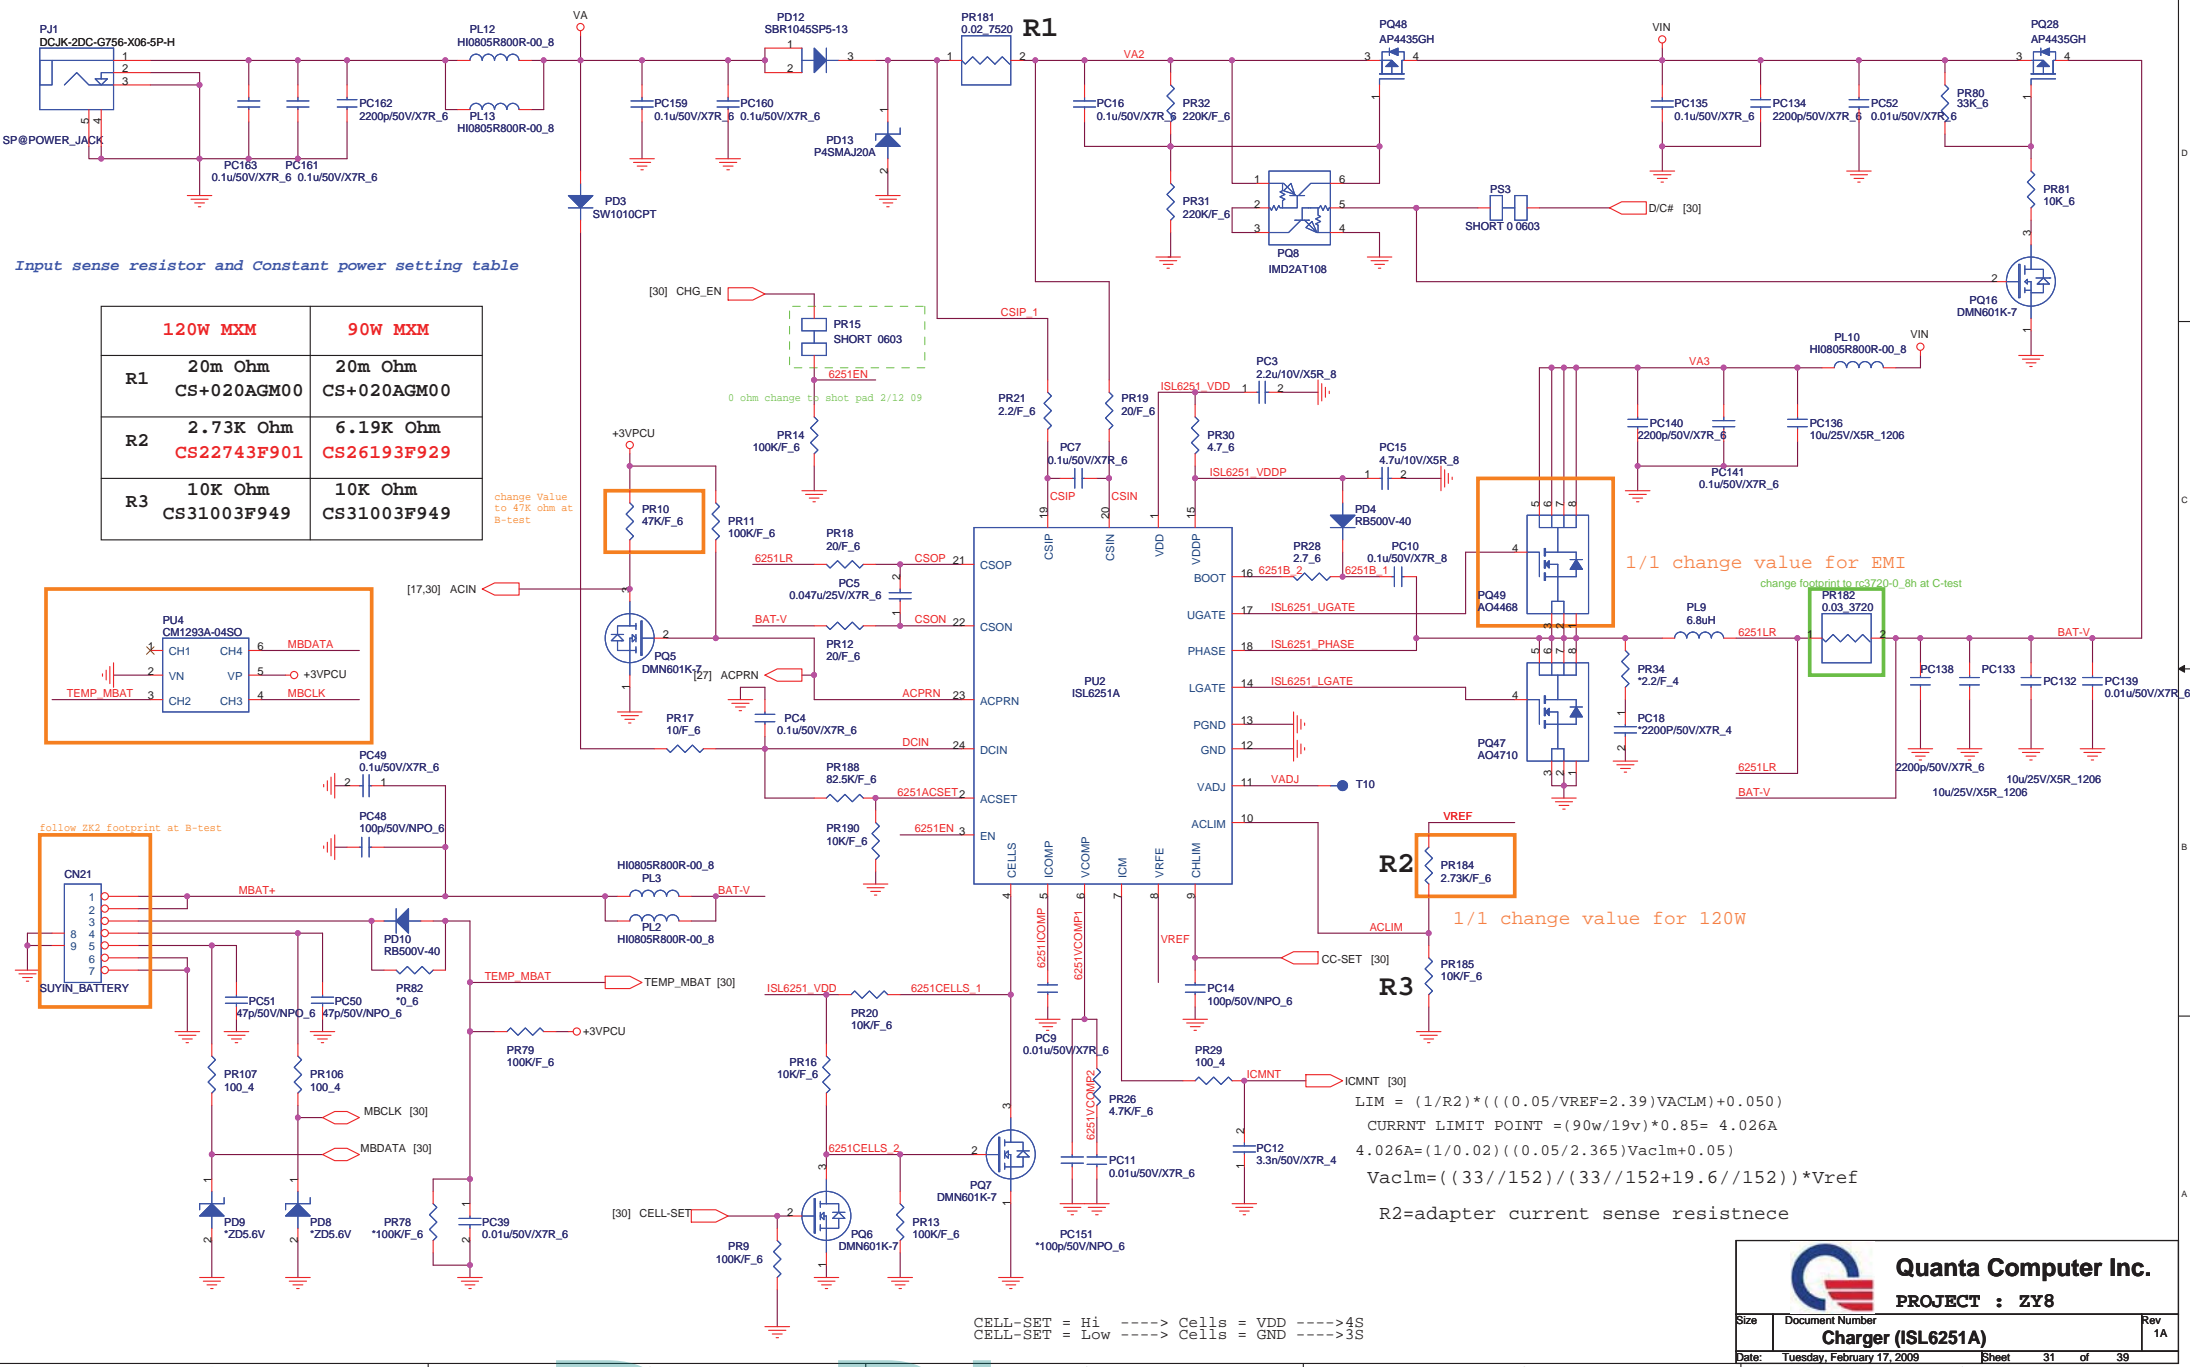 PJ1
DCJK-2DC-G756-X06-5P-H
SP@POWER_JACK
PC163
0.1u/50V/X7R_6
PC161
0.1u/50V/X7R_6
PC162
2200p/50V/X7R_6
PL12
HI0805R800R-00_8
PL13
HI0805R800R-00_8
VA
PC159
0.1u/50V/X7R_6
PC160
0.1u/50V/X7R_6
PD12
SBR1045SP5-13
PD13
P4SMAJ20A
PR181
0.02_7520
R1
VA2
PC16
0.1u/50V/X7R_6
PR32
220K/F_6
PR31
220K/F_6
PQ48
AP4435GH
PQ8
IMD2AT108
PS3
SHORT 0 0603
D/C# [30]
VIN
PC135
0.1u/50V/X7R_6
PC134
2200p/50V/X7R_6
PC52
0.01u/50V/X7R_6
PR80
33K_6
PQ28
AP4435GH
PR81
10K_6
PQ16
DMN601K-7
PD3
SW1010CPT
Input sense resistor and Constant power setting table
120W MXM 90W MXM
R1 20m Ohm 20m Ohm
CS+020AGM00 CS+020AGM00
R2 2.73K Ohm 6.19K Ohm
CS22743F901 CS26193F929
R3 10K Ohm 10K Ohm
CS31003F949 CS31003F949
[30] CHG_EN
PR15
SHORT 0603
6251EN
0 ohm change to shot pad 2/12 09
PR14
100K/F_6
CSIP_1
PR21
2.2/F_6
PR19
20/F_6
PC7
0.1u/50V/X7R_6
CSIP
CSIN
ISL6251_VDD
PC3
2.2u/10V/X5R_8
PR30
4.7_6
PC15
4.7u/10V/X5R_8
ISL6251_VDDP
PD4
RB500V-40
PR28
2.7_6
PC10
0.1u/50V/X7R_8
6251B_2
6251B_1
PL10
HI0805R800R-00_8
VIN
VA3
PC140
2200p/50V/X7R_6
PC141
0.1u/50V/X7R_6
PC136
10u/25V/X5R_1206
+3VPCU
change Value
to 47K ohm at
B-test
PR10
47K/F_6
PR11
100K/F_6
[17,30] ACIN
PQ5
DMN601K-7
[27] ACPRN
PR18
20/F_6
6251LR
CSOP
PC5
0.047u/25V/X7R_6
BAT-V
CSON
PR12
20/F_6
ACPRN
PC4
0.1u/50V/X7R_6
PR17
10/F_6
DCIN
PR188
82.5K/F_6
6251ACSET
PR190
10K/F_6
6251EN
PU2
ISL6251A
CSIP
CSIN
VDD
VDDP
CSOP
CSON
ACPRN
DCIN
ACSET
EN
CELLS
ICOMP
VCOMP
ICM
VRFE
CHLIM
BOOT
UGATE
PHASE
LGATE
PGND
GND
VADJ
ACLIM
ISL6251_UGATE
ISL6251_PHASE
ISL6251_LGATE
VADJ
T10
PQ49
AO4468
PQ47
AO4710
1/1 change value for EMI
change footprint to rc3720-0_8h at C-test
PR182
0.03_3720
PL9
6.8uH
6251LR
BAT-V
PR34
*2.2/F_4
PC18
*2200P/50V/X7R_4
6251LR
BAT-V
PC138
2200p/50V/X7R_6
PC133
10u/25V/X5R_1206
PC132
10u/25V/X5R_1206
PC139
0.01u/50V/X7R_6
PU4
CM1293A-04SO
CH1
CH4
VN
VP
CH2
CH3
MBDATA
+3VPCU
MBCLK
TEMP_MBAT
PC49
0.1u/50V/X7R_6
PC48
100p/50V/NPO_6
follow ZK2 footprint at B-test
CN21
SUYIN_BATTERY
MBAT+
HI0805R800R-00_8
PL3
PL2
HI0805R800R-00_8
BAT-V
PD10
RB500V-40
PR82
*0_6
PC51
47p/50V/NPO_6
PC50
47p/50V/NPO_6
TEMP_MBAT
TEMP_MBAT [30]
PR79
100K/F_6
+3VPCU
PR107
100_4
PR106
100_4
MBCLK [30]
MBDATA [30]
PD9
*ZD5.6V
PD8
*ZD5.6V
PR78
*100K/F_6
PC39
0.01u/50V/X7R_6
ISL6251_VDD
PR20
10K/F_6
6251CELLS_1
PR16
10K/F_6
6251CELLS_2
PQ7
DMN601K-7
[30] CELL-SET
PR9
100K/F_6
PQ6
DMN601K-7
PR13
100K/F_6
6251ICOMP
6251VCOMP1
PC9
0.01u/50V/X7R_6
6251VCOMP2
PR26
4.7K/F_6
PC11
0.01u/50V/X7R_6
PC151
*100p/50V/NPO_6
VREF
CC-SET [30]
PC14
100p/50V/NPO_6
PR29
100_4
ICMNT
ICMNT [30]
PC12
3.3n/50V/X7R_4
VREF
R2
PR184
2.73K/F_6
1/1 change value for 120W
ACLIM
R3
PR185
10K/F_6
LIM = (1/R2)*(((0.05/VREF=2.39)VACLM)+0.050)
CURRNT LIMIT POINT =(90w/19v)*0.85= 4.026A
4.026A=(1/0.02)((0.05/2.365)Vaclm+0.05)
Vaclm=((33//152)/(33//152+19.6//152))*Vref
R2=adapter current sense resistnece
CELL-SET = Hi ----> Cells = VDD ---->4S
CELL-SET = Low ----> Cells = GND ---->3S
Quanta Computer Inc.
PROJECT : ZY8
Size Document Number Rev
Charger (ISL6251A) 1A
Date: Tuesday, February 17, 2009 Sheet 31 of 39
D
C
B
A